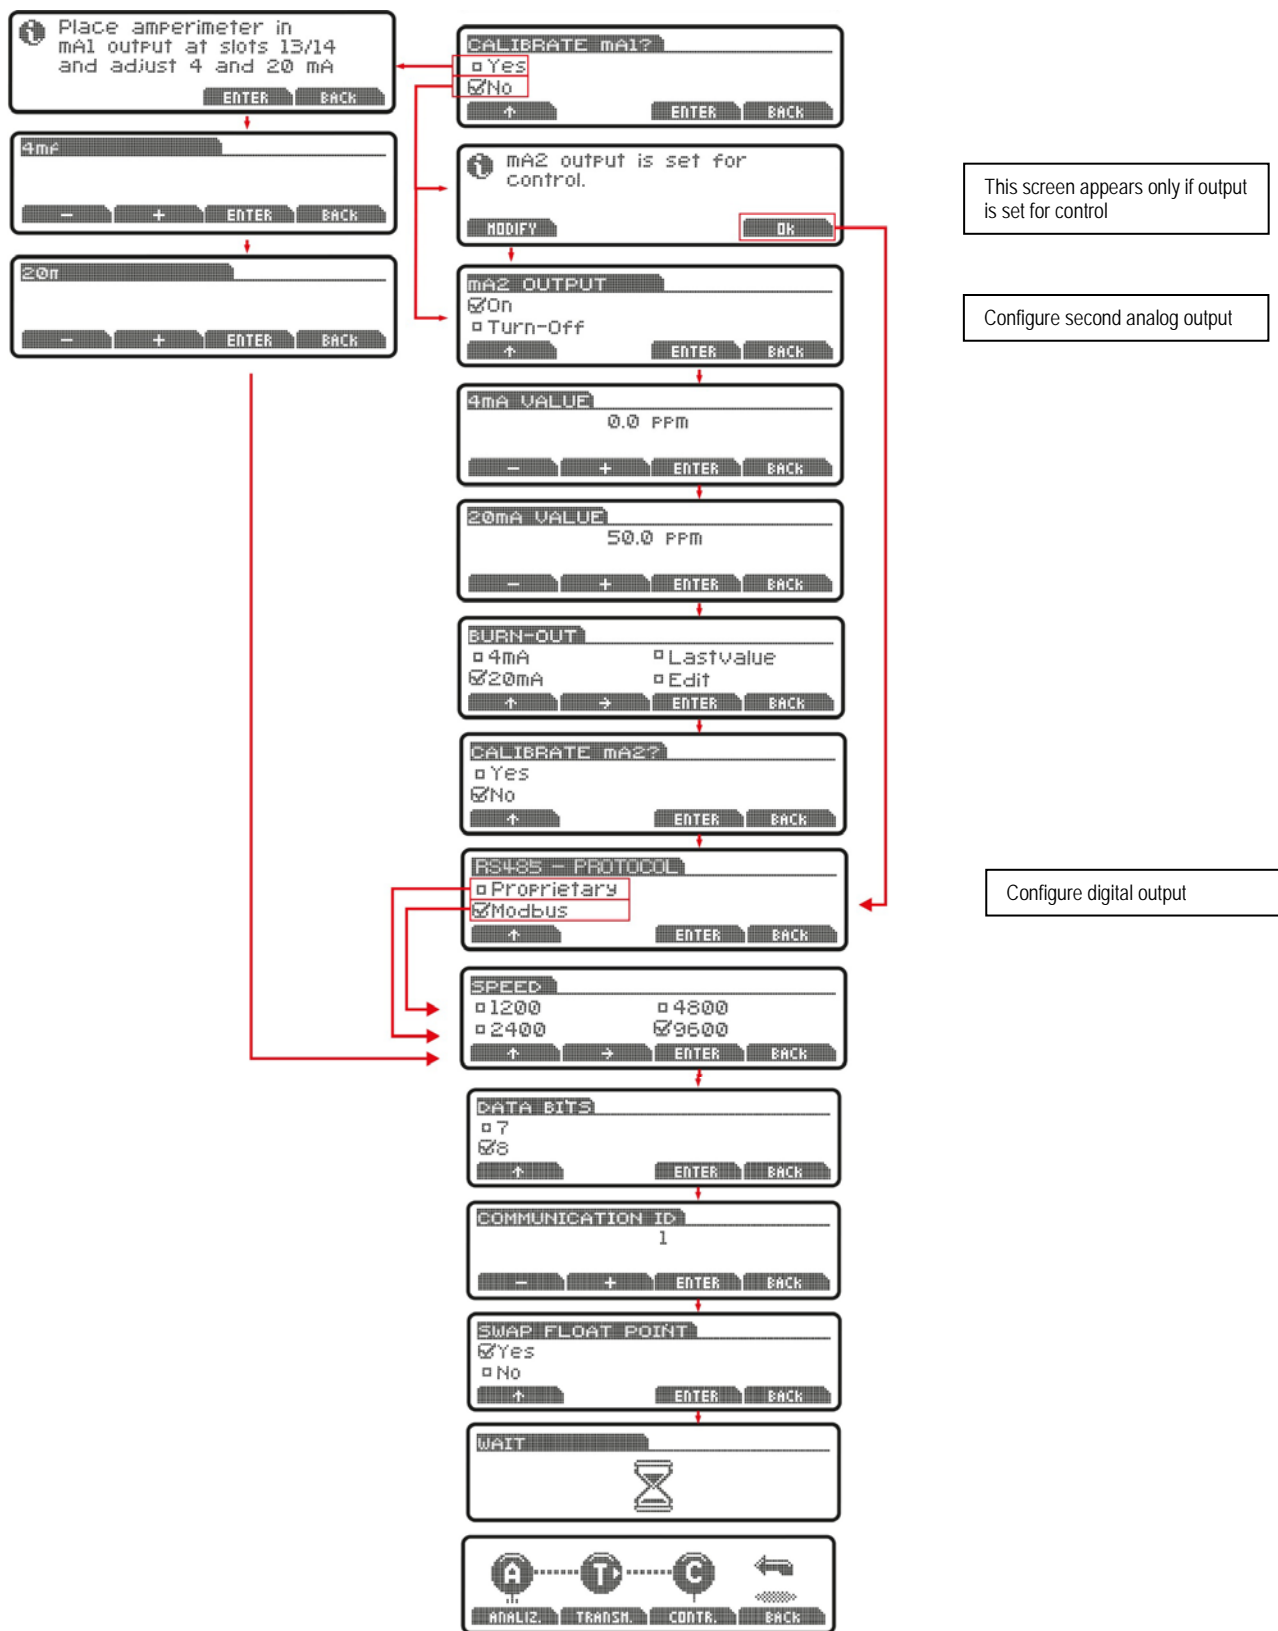 Place amperimeter in
mA1 output at slots 13/14
and adjust 4 and 20 mA
ENTER BACK
4mA
- + ENTER BACK
20m
- + ENTER BACK
CALIBRATE mA1?
Yes
No
↑ ENTER BACK
mA2 output is set for
control.
MODIFY Ok
This screen appears only if output
is set for control
mA2 OUTPUT
On
Turn-Off
↑ ENTER BACK
Configure second analog output
4mA VALUE
0.0 ppm
- + ENTER BACK
20mA VALUE
50.0 ppm
- + ENTER BACK
BURN-OUT
4mA Lastvalue
20mA Edit
↑ → ENTER BACK
CALIBRATE mA2?
Yes
No
↑ ENTER BACK
RS485 - PROTOCOL
Proprietary
Modbus
↑ ENTER BACK
Configure digital output
SPEED
1200 4800
2400 9600
↑ → ENTER BACK
DATA BITS
7
8
↑ ENTER BACK
COMMUNICATION ID
1
- + ENTER BACK
SWAP FLOAT POINT
Yes
No
↑ ENTER BACK
WAIT
A T C
ANALIZ. TRANSM. CONTR. BACK